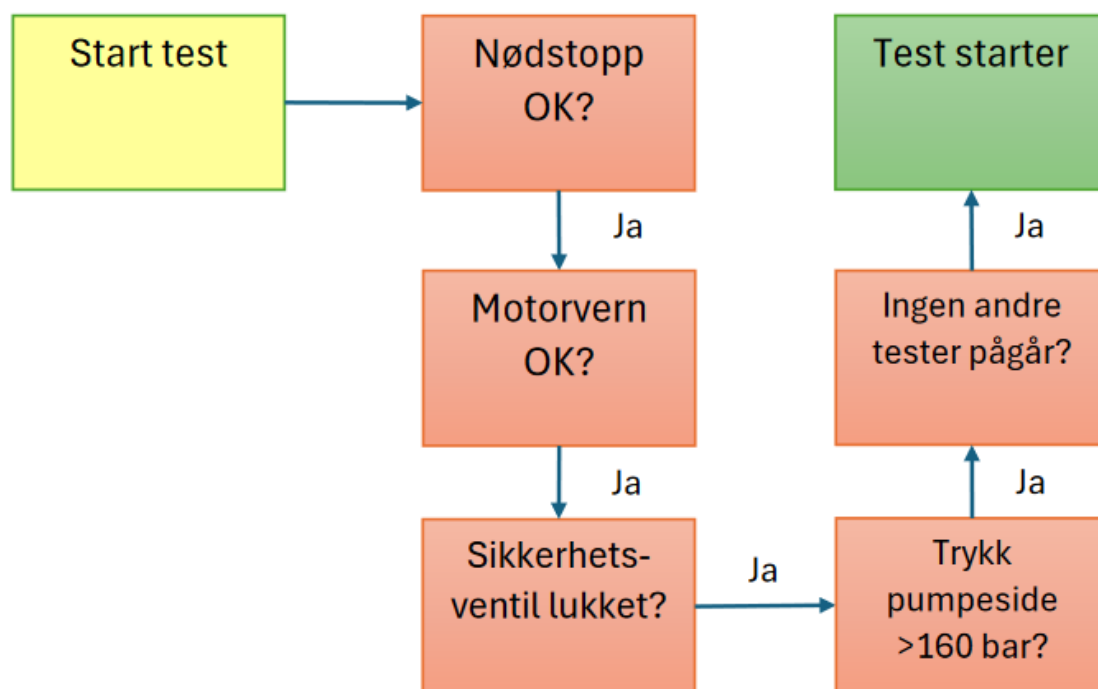 Start test
Nødstopp
OK?
Ja
Motorvern
OK?
Ja
Sikkerhets-
ventil lukket?
Ja
Trykk
pumpeside
>160 bar?
Ja
Ingen andre
tester pågår?
Ja
Test starter